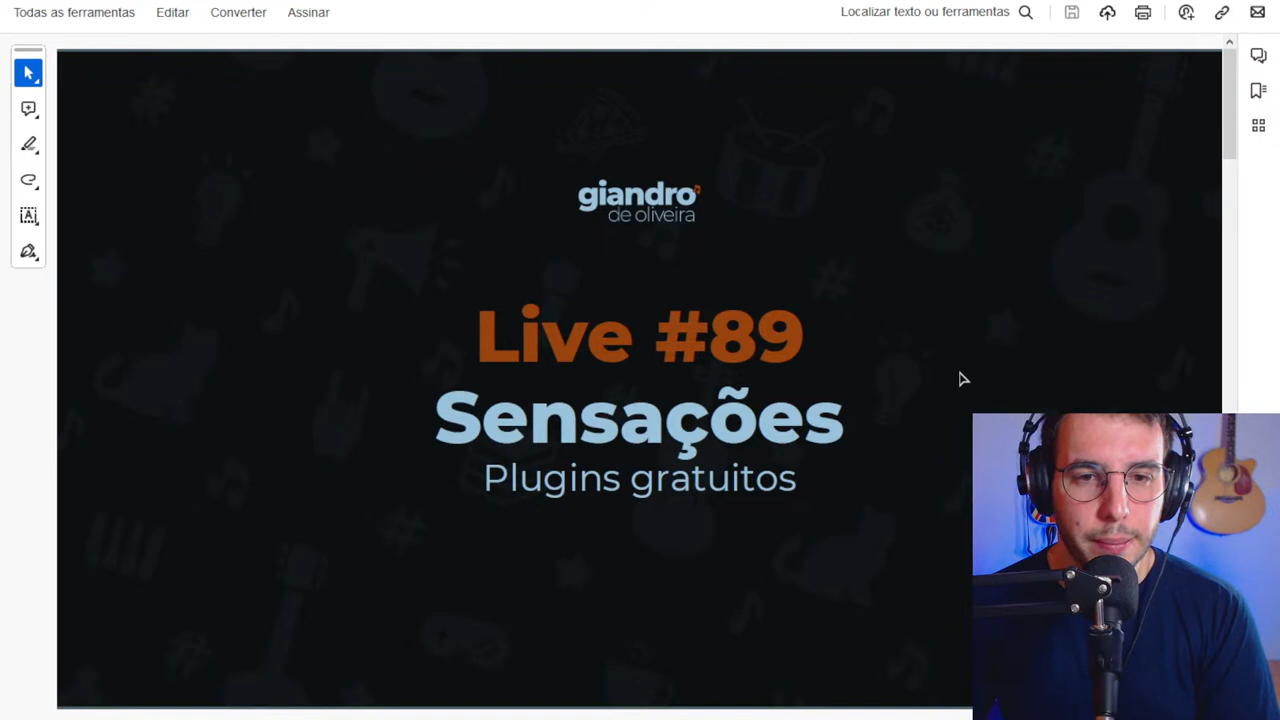 Todas as ferramentas Editar Converter Assinar Localizar texto ou ferramentas
giandro
de oliveira
Live #89
Sensações
Plugins gratuitos